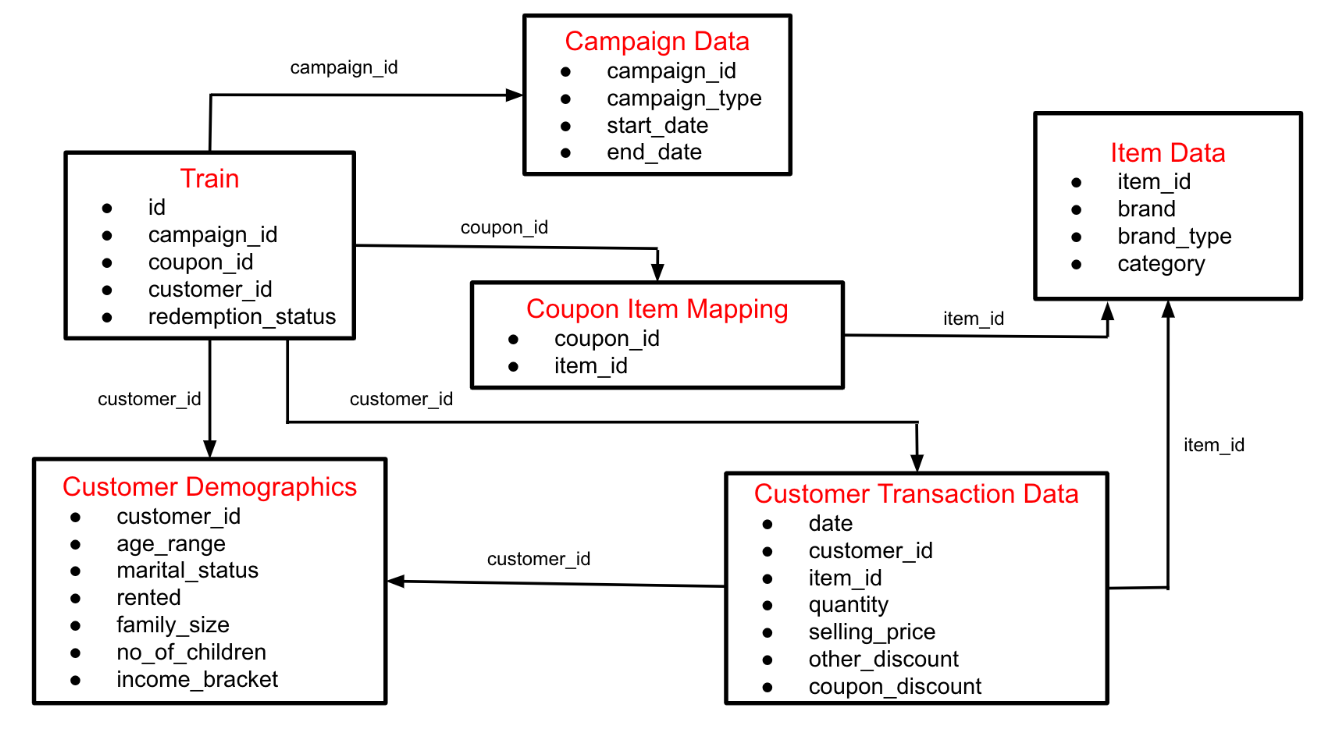 Campaign Data
● campaign_id
● campaign_type
● start_date
● end_date
campaign_id
Train
● id
● campaign_id
● coupon_id
● customer_id
● redemption_status
Item Data
● item_id
● brand
● brand_type
● category
coupon_id
Coupon Item Mapping
● coupon_id
● item_id
item_id
customer_id
customer_id
Customer Demographics
● customer_id
● age_range
● marital_status
● rented
● family_size
● no_of_children
● income_bracket
customer_id
Customer Transaction Data
● date
● customer_id
● item_id
● quantity
● selling_price
● other_discount
● coupon_discount
item_id